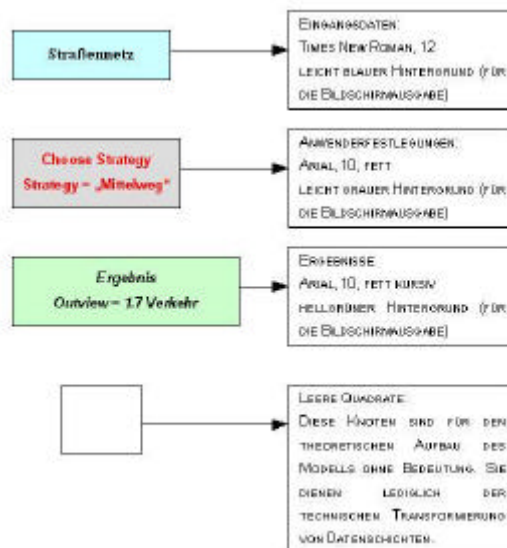 Straßennetz
EINGANGSDATEN:
TIMES NEW ROMAN, 12
LEICHT BLAUER HINTERGRUND (FÜR
DIE BILDSCHIRMAUSGABE)
Choose Strategy
Strategy = „Mittelweg“
ANWENDERFESTLEGUNGEN:
ARIAL, 10, FETT
LEICHT GRAUER HINTERGRUND (FÜR
DIE BILDSCHIRMAUSGABE)
Ergebnis
Outview = 17 Verkehr
ERGEBNISSE
ARIAL, 10, FETT KURSIV
HELLGRÜNER HINTERGRUND (FÜR
DIE BILDSCHIRMAUSGABE)
LEERE QUADRATE:
DIESE KNOTEN SIND FÜR DEN
THEORETISCHEN AUFBAU DES
MODELLS OHNE BEDEUTUNG. SIE
DIENEN LEDIGLICH DER
TECHNISCHEN TRANSFORMIERUNG
VON DATENSCHICHTEN.